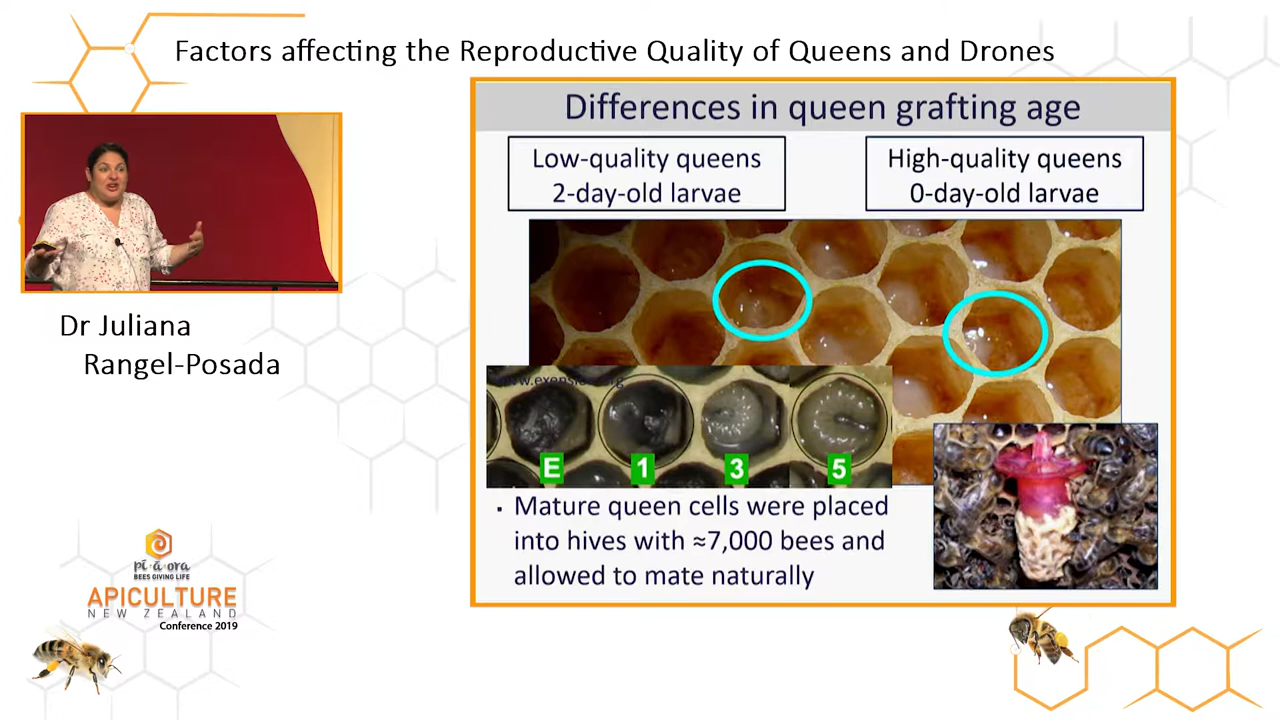 Factors affecting the Reproductive Quality of Queens and Drones
Differences in queen grafting age
Low-quality queens
2-day-old larvae
High-quality queens
0-day-old larvae
E
1
3
5
Mature queen cells were placed
into hives with ≈7,000 bees and
allowed to mate naturally
Dr Juliana
Rangel-Posada
pī·ā·ora
BEES GIVING LIFE
APICULTURE
NEW ZEALAND
Conference 2019